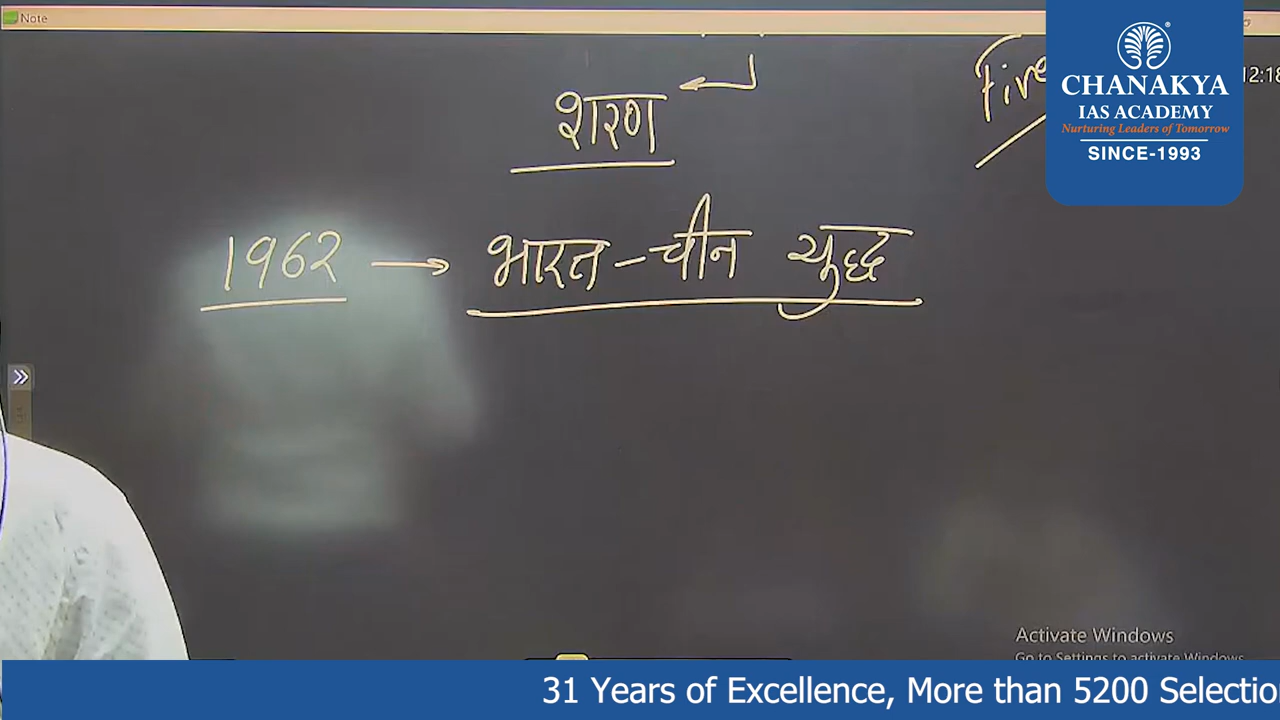 Note
Five
12:18
CHANAKYA
IAS ACADEMY
Nurturing Leaders of Tomorrow
SINCE-1993
शरण
1962 → भारत-चीन युद्ध
Activate Windows
Go to Settings to activate Windows.
31 Years of Excellence, More than 5200 Selectio